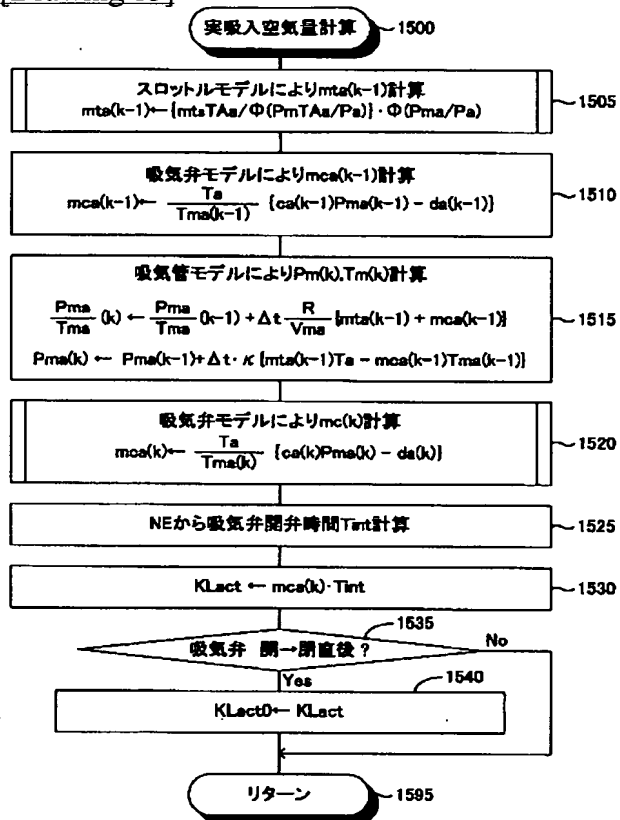 [Drawing 15]
実吸入空気量計算
1500
スロットルモデルによりmta(k-1)計算
mta(k-1)←{mtsTAa/Φ(PmTAa/Pa)}・Φ(Pma/Pa)
1505
吸気弁モデルによりmca(k-1)計算
mca(k-1)← Ta/Tma(k-1) {ca(k-1)Pma(k-1) - da(k-1)}
1510
吸気管モデルによりPm(k),Tm(k)計算
Pma/Tma (k) ← Pma/Tma (k-1) + Δt R/Vma {mta(k-1) + mca(k-1)}
Pma(k) ← Pma(k-1)+Δt・κ {mta(k-1)Ta - mca(k-1)Tma(k-1)}
1515
吸気弁モデルによりmc(k)計算
mca(k)← Ta/Tma(k) {ca(k)Pma(k) - da(k)}
1520
NEから吸気弁開弁時間Tint計算
1525
KLact ← mca(k)・Tint
1530
1535
吸気弁 開→閉直後?
No
Yes
1540
KLact0← KLact
リターン
1595